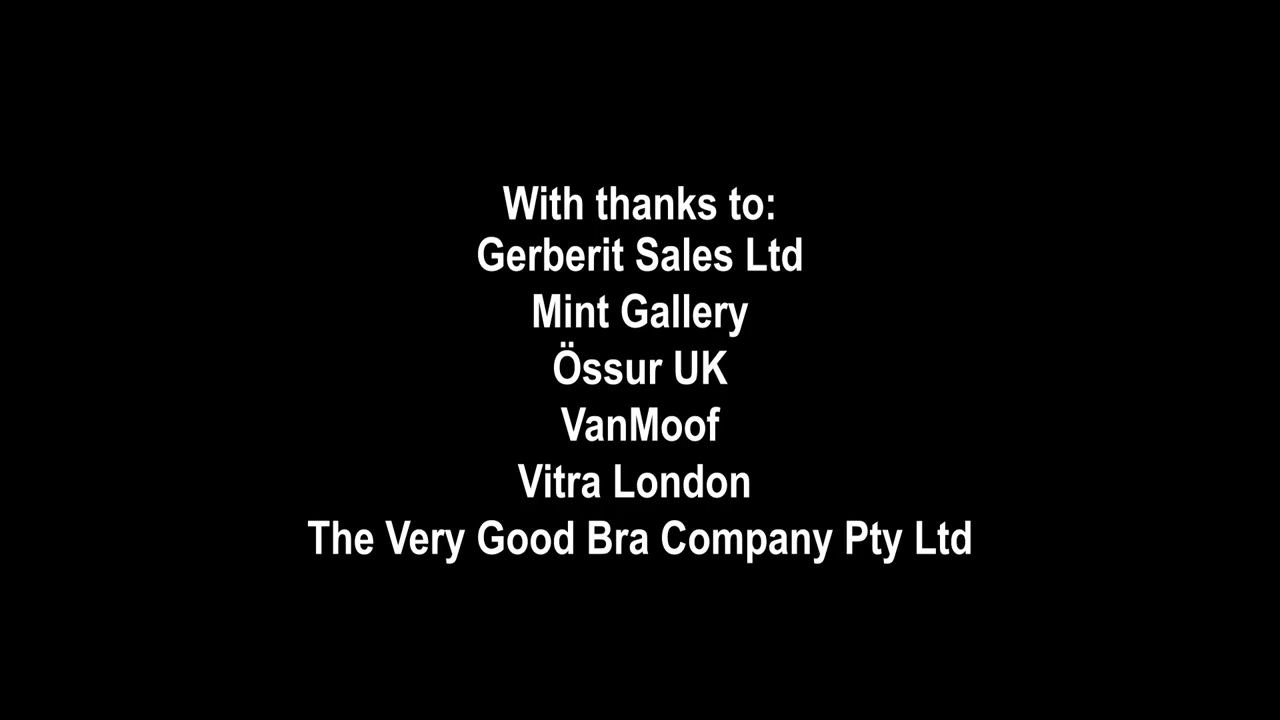 With thanks to:
Gerberit Sales Ltd
Mint Gallery
Össur UK
VanMoof
Vitra London
The Very Good Bra Company Pty Ltd